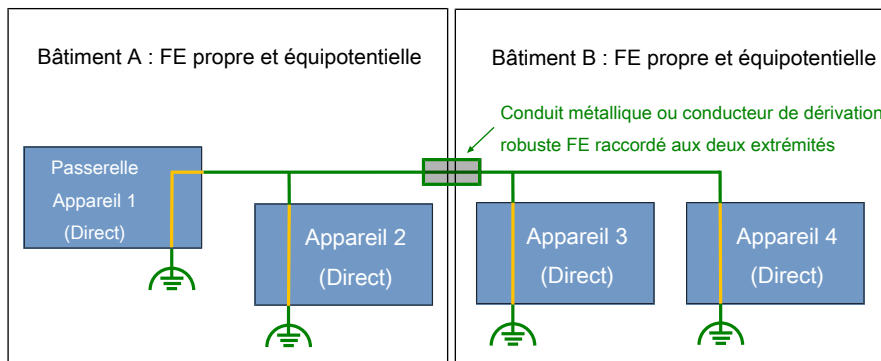 Bâtiment A : FE propre et équipotentielle
Bâtiment B : FE propre et équipotentielle
Conduit métallique ou conducteur de dérivation
robuste FE raccordé aux deux extrémités
Passerelle
Appareil 1
(Direct)
Appareil 2
(Direct)
Appareil 3
(Direct)
Appareil 4
(Direct)